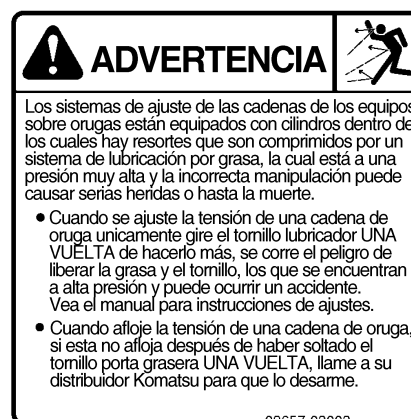 ADVERTENCIA
Los sistemas de ajuste de las cadenas de los equipos
sobre orugas están equipados con cilindros dentro de
los cuales hay resortes que son comprimidos por un
sistema de lubricación por grasa, la cual está a una
presión muy alta y la incorrecta manipulación puede
causar serias heridas o hasta la muerte.
• Cuando se ajuste la tensión de una cadena de
oruga unicamente gire el tornillo lubricador UNA
VUELTA de hacerlo más, se corre el peligro de
liberar la grasa y el tornillo, los que se encuentran
a alta presión y puede ocurrir un accidente.
Vea el manual para instrucciones de ajustes.
• Cuando afloje la tensión de una cadena de oruga,
si esta no afloja después de haber soltado el
tornillo porta grasera UNA VUELTA, llame a su
distribuidor Komatsu para que lo desarme.